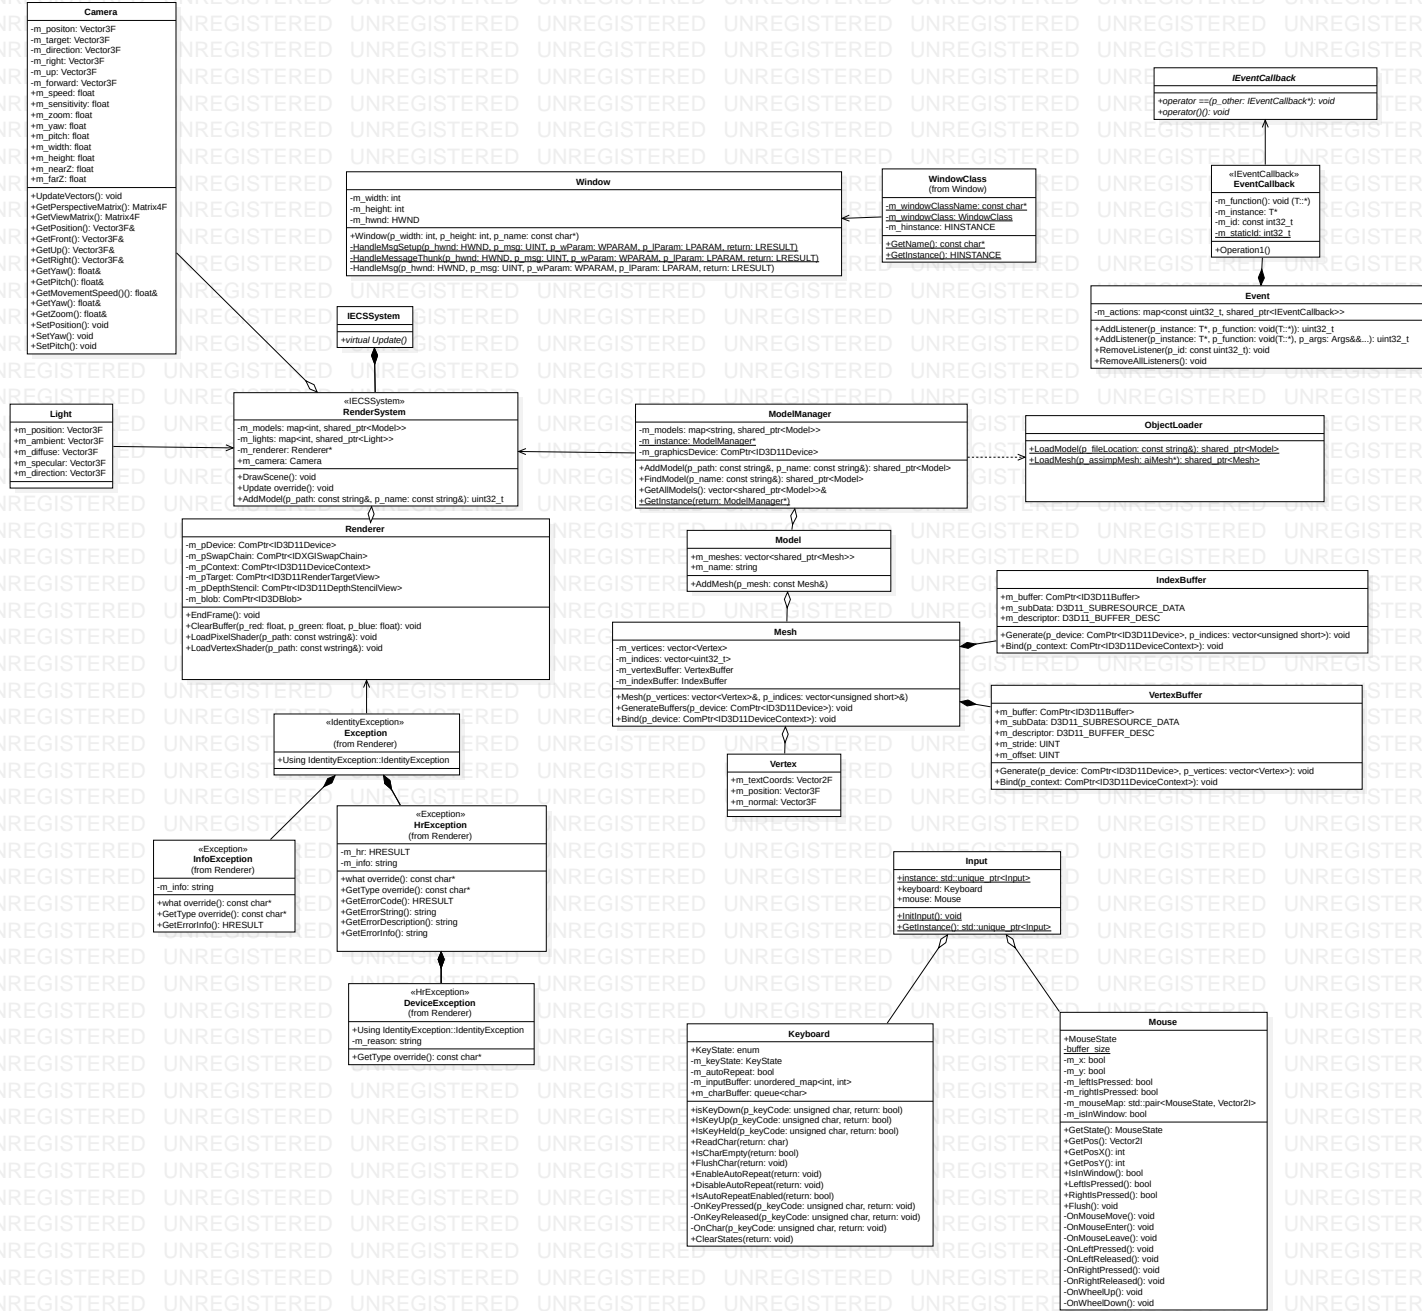 Camera
-m_positon: Vector3F
-m_target: Vector3F
-m_direction: Vector3F
-m_right: Vector3F
-m_up: Vector3F
-m_forward: Vector3F
+m_speed: float
+m_sensitivity: float
+m_zoom: float
+m_yaw: float
+m_pitch: float
+m_width: float
+m_height: float
+m_nearZ: float
+m_farZ: float
+UpdateVectors(): void
+GetPerspectiveMatrix(): Matrix4F
+GetViewMatrix(): Matrix4F
+GetPosition(): Vector3F&
+GetFront(): Vector3F&
+GetUp(): Vector3F&
+GetRight(): Vector3F&
+GetYaw(): float&
+GetPitch(): float&
+GetMovementSpeed()(): float&
+GetYaw(): float&
+GetZoom(): float&
+SetPosition(): void
+SetYaw(): void
+SetPitch(): void
IEventCallback
+operator ==(p_other: IEventCallback*): void
+operator()(): void
Window
-m_width: int
-m_height: int
-m_hwnd: HWND
+Window(p_width: int, p_height: int, p_name: const char*)
-HandleMsgSetup(p_hwnd: HWND, p_msg: UINT, p_wParam: WPARAM, p_lParam: LPARAM, return: LRESULT)
-HandleMessageThunk(p_hwnd: HWND, p_msg: UINT, p_wParam: WPARAM, p_lParam: LPARAM, return: LRESULT)
-HandleMsg(p_hwnd: HWND, p_msg: UINT, p_wParam: WPARAM, p_lParam: LPARAM, return: LRESULT)
WindowClass
(from Window)
-m_windowClassName: const char*
-m_windowClass: WindowClass
-m_hinstance: HINSTANCE
+GetName(): const char*
+GetInstance(): HINSTANCE
«IEventCallback»
EventCallback
-m_function(): void (T::*)
-m_instance: T*
-m_id: const int32_t
-m_staticId: int32_t
+Operation1()
Event
-m_actions: map<const uint32_t, shared_ptr<IEventCallback>>
+AddListener(p_instance: T*, p_function: void(T::*)): uint32_t
+AddListener(p_instance: T*, p_function: void(T::*), p_args: Args&&...): uint32_t
+RemoveListener(p_id: const uint32_t): void
+RemoveAllListeners(): void
IECSSystem
+virtual Update()
Light
+m_position: Vector3F
+m_ambient: Vector3F
+m_diffuse: Vector3F
+m_specular: Vector3F
+m_direction: Vector3F
«IECSSystem»
RenderSystem
-m_models: map<int, shared_ptr<Model>>
-m_lights: map<int, shared_ptr<Light>>
-m_renderer: Renderer*
+m_camera: Camera
+DrawScene(): void
+Update override(): void
+AddModel(p_path: const string&, p_name: const string&): uint32_t
ModelManager
-m_models: map<string, shared_ptr<Model>>
-m_instance: ModelManager*
-m_graphicsDevice: ComPtr<ID3D11Device>
+AddModel(p_path: const string&, p_name: const string&): shared_ptr<Model>
+FindModel(p_name: const string&): shared_ptr<Model>
+GetAllModels(): vector<shared_ptr<Model>>&
+GetInstance(return: ModelManager*)
ObjectLoader
+LoadModel(p_fileLocation: const string&): shared_ptr<Model>
+LoadMesh(p_assimpMesh: aiMesh*): shared_ptr<Mesh>
Renderer
-m_pDevice: ComPtr<ID3D11Device>
-m_pSwapChain: ComPtr<IDXGISwapChain>
-m_pContext: ComPtr<ID3D11DeviceContext>
-m_pTarget: ComPtr<ID3D11RenderTargetView>
-m_pDepthStencil: ComPtr<ID3D11DepthStencilView>
-m_blob: ComPtr<ID3DBlob>
+EndFrame(): void
+ClearBuffer(p_red: float, p_green: float, p_blue: float): void
+LoadPixelShader(p_path: const wstring&): void
+LoadVertexShader(p_path: const wstring&): void
Model
+m_meshes: vector<shared_ptr<Mesh>>
+m_name: string
+AddMesh(p_mesh: const Mesh&)
Mesh
-m_vertices: vector<Vertex>
-m_indices: vector<uint32_t>
-m_vertexBuffer: VertexBuffer
-m_indexBuffer: IndexBuffer
+Mesh(p_vertices: vector<Vertex>&, p_indices: vector<unsigned short>&)
+GenerateBuffers(p_device: ComPtr<ID3D11Device>): void
+Bind(p_device: ComPtr<ID3D11DeviceContext>): void
IndexBuffer
+m_buffer: ComPtr<ID3D11Buffer>
+m_subData: D3D11_SUBRESOURCE_DATA
+m_descriptor: D3D11_BUFFER_DESC
+Generate(p_device: ComPtr<ID3D11Device>, p_indices: vector<unsigned short>): void
+Bind(p_context: ComPtr<ID3D11DeviceContext>): void
VertexBuffer
+m_buffer: ComPtr<ID3D11Buffer>
+m_subData: D3D11_SUBRESOURCE_DATA
+m_descriptor: D3D11_BUFFER_DESC
+m_stride: UINT
+m_offset: UINT
+Generate(p_device: ComPtr<ID3D11Device>, p_vertices: vector<Vertex>): void
+Bind(p_context: ComPtr<ID3D11DeviceContext>): void
Vertex
+m_textCoords: Vector2F
+m_position: Vector3F
+m_normal: Vector3F
«IdentityException»
Exception
(from Renderer)
+Using IdentityException::IdentityException
«Exception»
InfoException
(from Renderer)
-m_info: string
+what override(): const char*
+GetType override(): const char*
+GetErrorInfo(): HRESULT
«Exception»
HrException
(from Renderer)
-m_hr: HRESULT
-m_info: string
+what override(): const char*
+GetType override(): const char*
+GetErrorCode(): HRESULT
+GetErrorString(): string
+GetErrorDescription(): string
+GetErrorInfo(): string
«HrException»
DeviceException
(from Renderer)
+Using IdentityException::IdentityException
-m_reason: string
+GetType override(): const char*
Input
+instance: std::unique_ptr<Input>
+keyboard: Keyboard
+mouse: Mouse
+InitInput(): void
+GetInstance(): std::unique_ptr<Input>
Keyboard
+KeyState: enum
-m_keyState: KeyState
-m_autoRepeat: bool
-m_inputBuffer: unordered_map<int, int>
+m_charBuffer: queue<char>
+isKeyDown(p_keyCode: unsigned char, return: bool)
+IsKeyUp(p_keyCode: unsigned char, return: bool)
+IsKeyHeld(p_keyCode: unsigned char, return: bool)
+ReadChar(return: char)
+IsCharEmpty(return: bool)
+FlushChar(return: void)
+EnableAutoRepeat(return: void)
+DisableAutoRepeat(return: void)
+IsAutoRepeatEnabled(return: bool)
-OnKeyPressed(p_keyCode: unsigned char, return: void)
-OnKeyReleased(p_keyCode: unsigned char, return: void)
-OnChar(p_keyCode: unsigned char, return: void)
+ClearStates(return: void)
Mouse
+MouseState
-buffer_size
-m_x: bool
-m_y: bool
-m_leftIsPressed: bool
-m_rightIsPressed: bool
-m_mouseMap: std::pair<MouseState, Vector2I>
-m_isInWindow: bool
+GetState(): MouseState
+GetPos(): Vector2I
+GetPosX(): int
+GetPosY(): int
+IsInWindow(): bool
+LeftIsPressed(): bool
+RightIsPressed(): bool
+Flush(): void
-OnMouseMove(): void
-OnMouseEnter(): void
-OnMouseLeave(): void
-OnLeftPressed(): void
-OnLeftReleased(): void
-OnRightPressed(): void
-OnRightReleased(): void
-OnWheelUp(): void
-OnWheelDown(): void